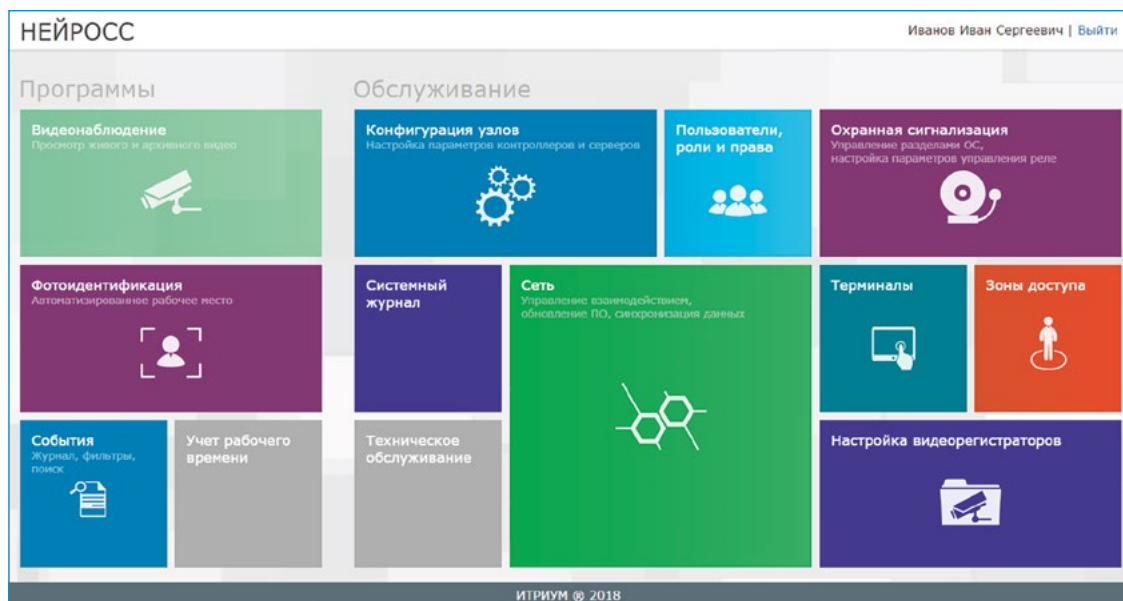 НЕЙРОСС
Иванов Иван Сергеевич | Выйти
Программы
Видеонаблюдение
Просмотр живого и архивного видео
Фотоидентификация
Автоматизированное рабочее место
События
Журнал, фильтры,
поиск
Учет рабочего
времени
Обслуживание
Конфигурация узлов
Настройка параметров контроллеров и серверов
Пользователи,
роли и права
Охранная сигнализация
Управление разделами ОС,
настройка параметров управления реле
Системный
журнал
Сеть
Управление взаимодействием,
обновление ПО, синхронизация данных
Терминалы
Зоны доступа
Техническое
обслуживание
Настройка видеорегистраторов
ИТРИУМ ® 2018